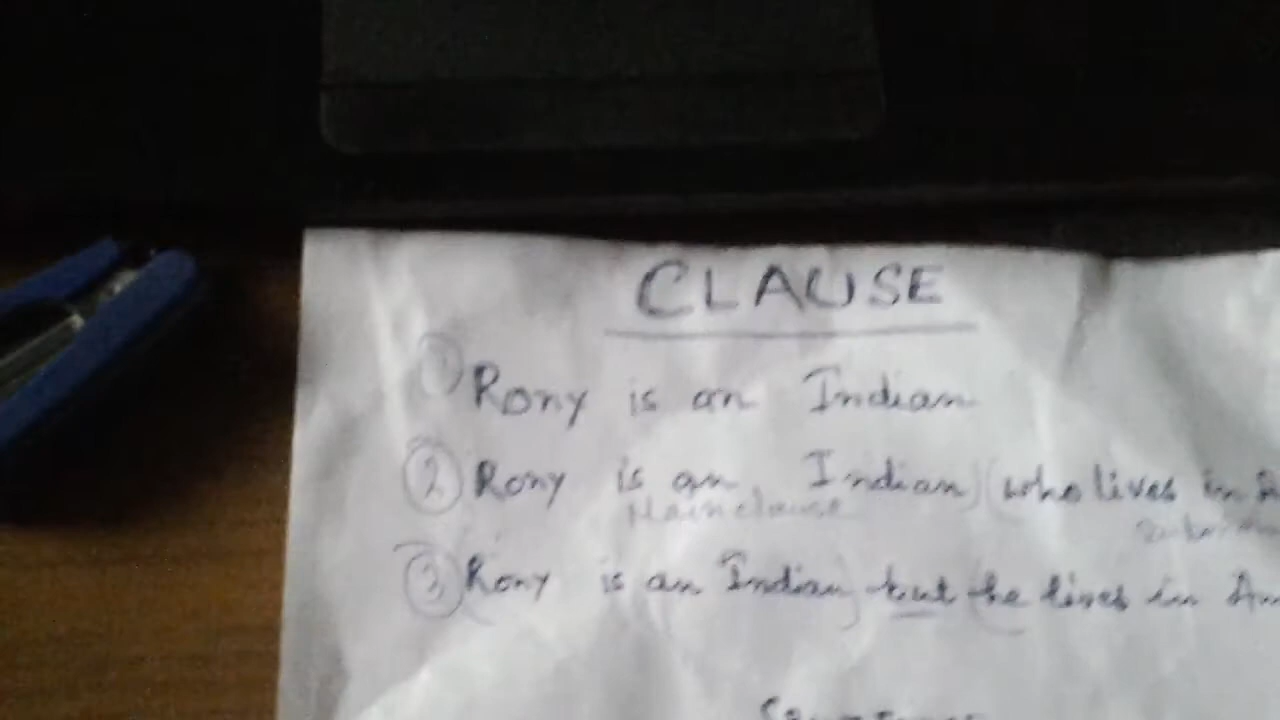 CLAUSE
① Rony is an Indian
② Rony is an Indian) (who lives in
Main clause
③ (Rony is an Indian) but (he lives in Am